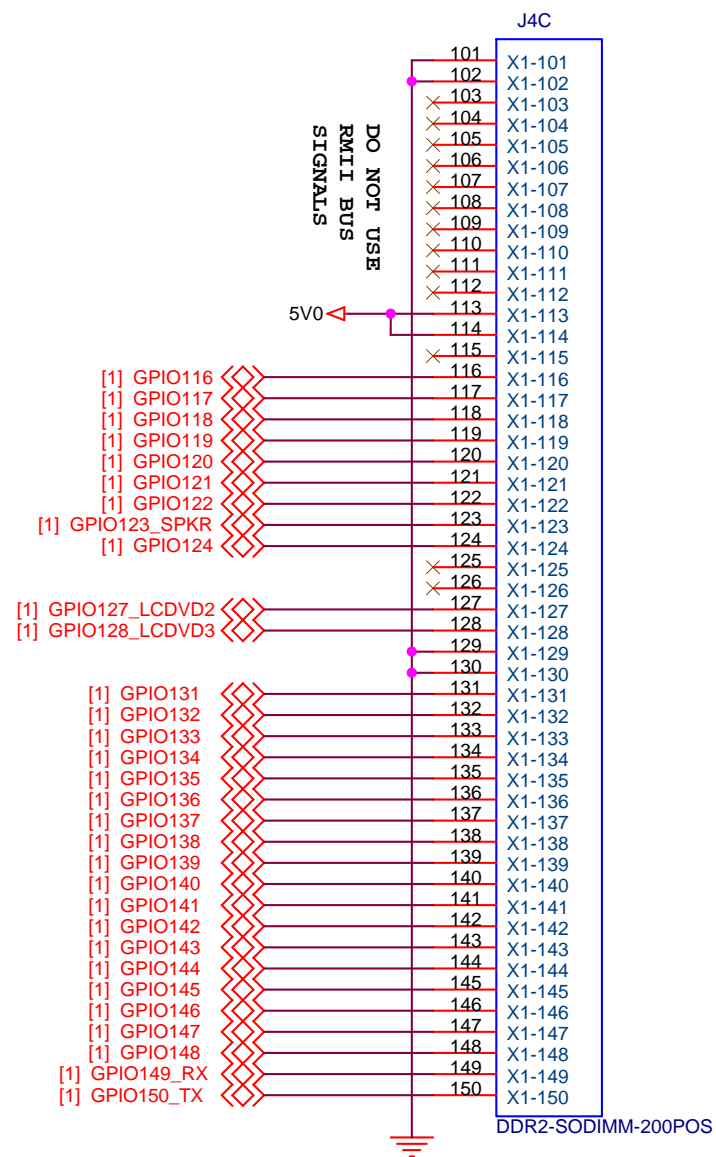 J4C
101 X1-101
102 X1-102
103 X1-103
104 X1-104
105 X1-105
106 X1-106
107 X1-107
108 X1-108
109 X1-109
110 X1-110
111 X1-111
112 X1-112
DO NOT USE
RMII BUS
SIGNALS
5V0 113 X1-113
114 X1-114
115 X1-115
[1] GPIO116 116 X1-116
[1] GPIO117 117 X1-117
[1] GPIO118 118 X1-118
[1] GPIO119 119 X1-119
[1] GPIO120 120 X1-120
[1] GPIO121 121 X1-121
[1] GPIO122 122 X1-122
[1] GPIO123_SPKR 123 X1-123
[1] GPIO124 124 X1-124
125 X1-125
126 X1-126
[1] GPIO127_LCDVD2 127 X1-127
[1] GPIO128_LCDVD3 128 X1-128
129 X1-129
130 X1-130
[1] GPIO131 131 X1-131
[1] GPIO132 132 X1-132
[1] GPIO133 133 X1-133
[1] GPIO134 134 X1-134
[1] GPIO135 135 X1-135
[1] GPIO136 136 X1-136
[1] GPIO137 137 X1-137
[1] GPIO138 138 X1-138
[1] GPIO139 139 X1-139
[1] GPIO140 140 X1-140
[1] GPIO141 141 X1-141
[1] GPIO142 142 X1-142
[1] GPIO143 143 X1-143
[1] GPIO144 144 X1-144
[1] GPIO145 145 X1-145
[1] GPIO146 146 X1-146
[1] GPIO147 147 X1-147
[1] GPIO148 148 X1-148
[1] GPIO149_RX 149 X1-149
[1] GPIO150_TX 150 X1-150
DDR2-SODIMM-200POS